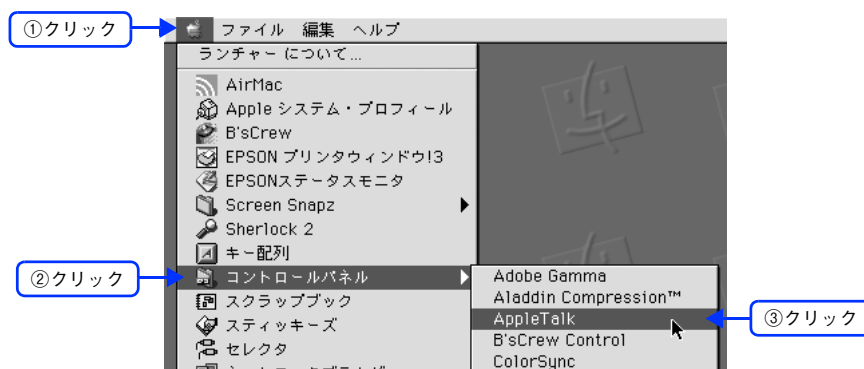 ①クリック
ファイル 編集 ヘルプ
ランチャー について...
AirMac
Apple システム・プロフィール
B'sCrew
EPSON プリンタウィンドウ!3
EPSONステータスモニタ
Screen Snapz
Sherlock 2
キー配列
②クリック
コントロールパネル
スクラップブック
スティッキーズ
セレクタ
Adobe Gamma
Aladdin Compression™
AppleTalk
③クリック
B'sCrew Control
ColorSync